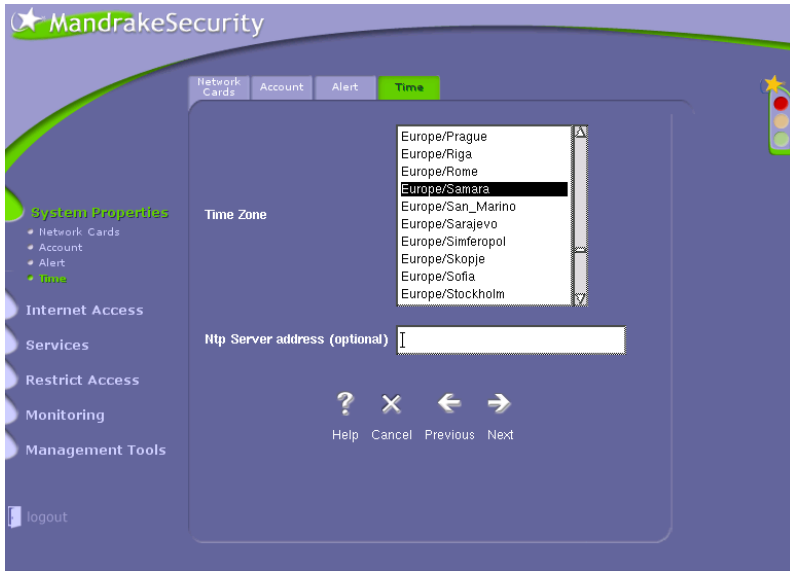 MandrakeSecurity
Network
Cards
Account
Alert
Time
System Properties
Network Cards
Account
Alert
Time
Internet Access
Services
Restrict Access
Monitoring
Management Tools
logout
Time Zone
Europe/Prague
Europe/Riga
Europe/Rome
Europe/Samara
Europe/San_Marino
Europe/Sarajevo
Europe/Simferopol
Europe/Skopje
Europe/Sofia
Europe/Stockholm
Ntp Server address (optional)
?
Help Cancel Previous Next